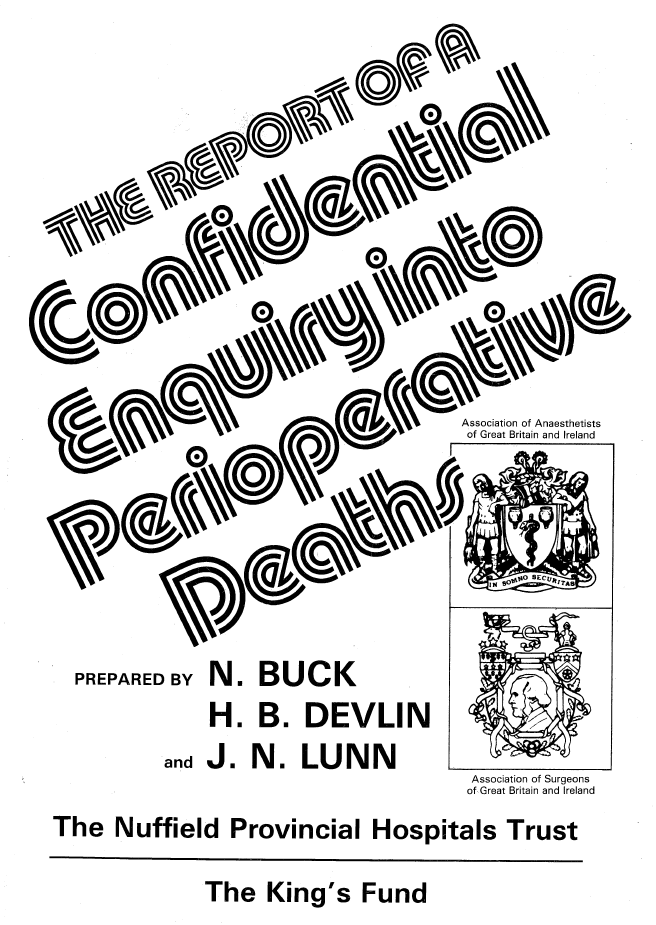 THE REPORT OF A
Confidential
Enquiry into
Perioperative
Deaths
Association of Anaesthetists
of Great Britain and Ireland
IN SOMNO SECURITAS
PREPARED BY N. BUCK
H. B. DEVLIN
and J. N. LUNN
Association of Surgeons
of Great Britain and Ireland
The Nuffield Provincial Hospitals Trust
The King's Fund